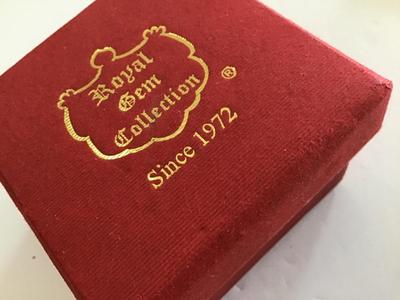 Royal
Gem
Collection
®
Since 1972